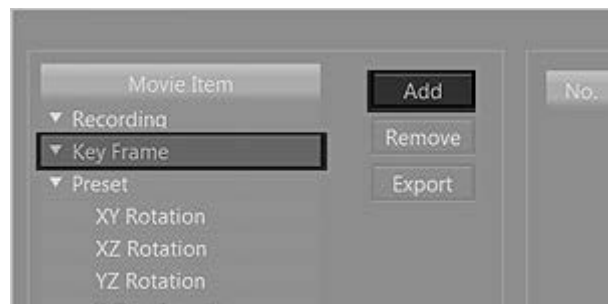 Movie Item
Add
No.
Recording
Key Frame
Remove
Preset
Export
XY Rotation
XZ Rotation
YZ Rotation